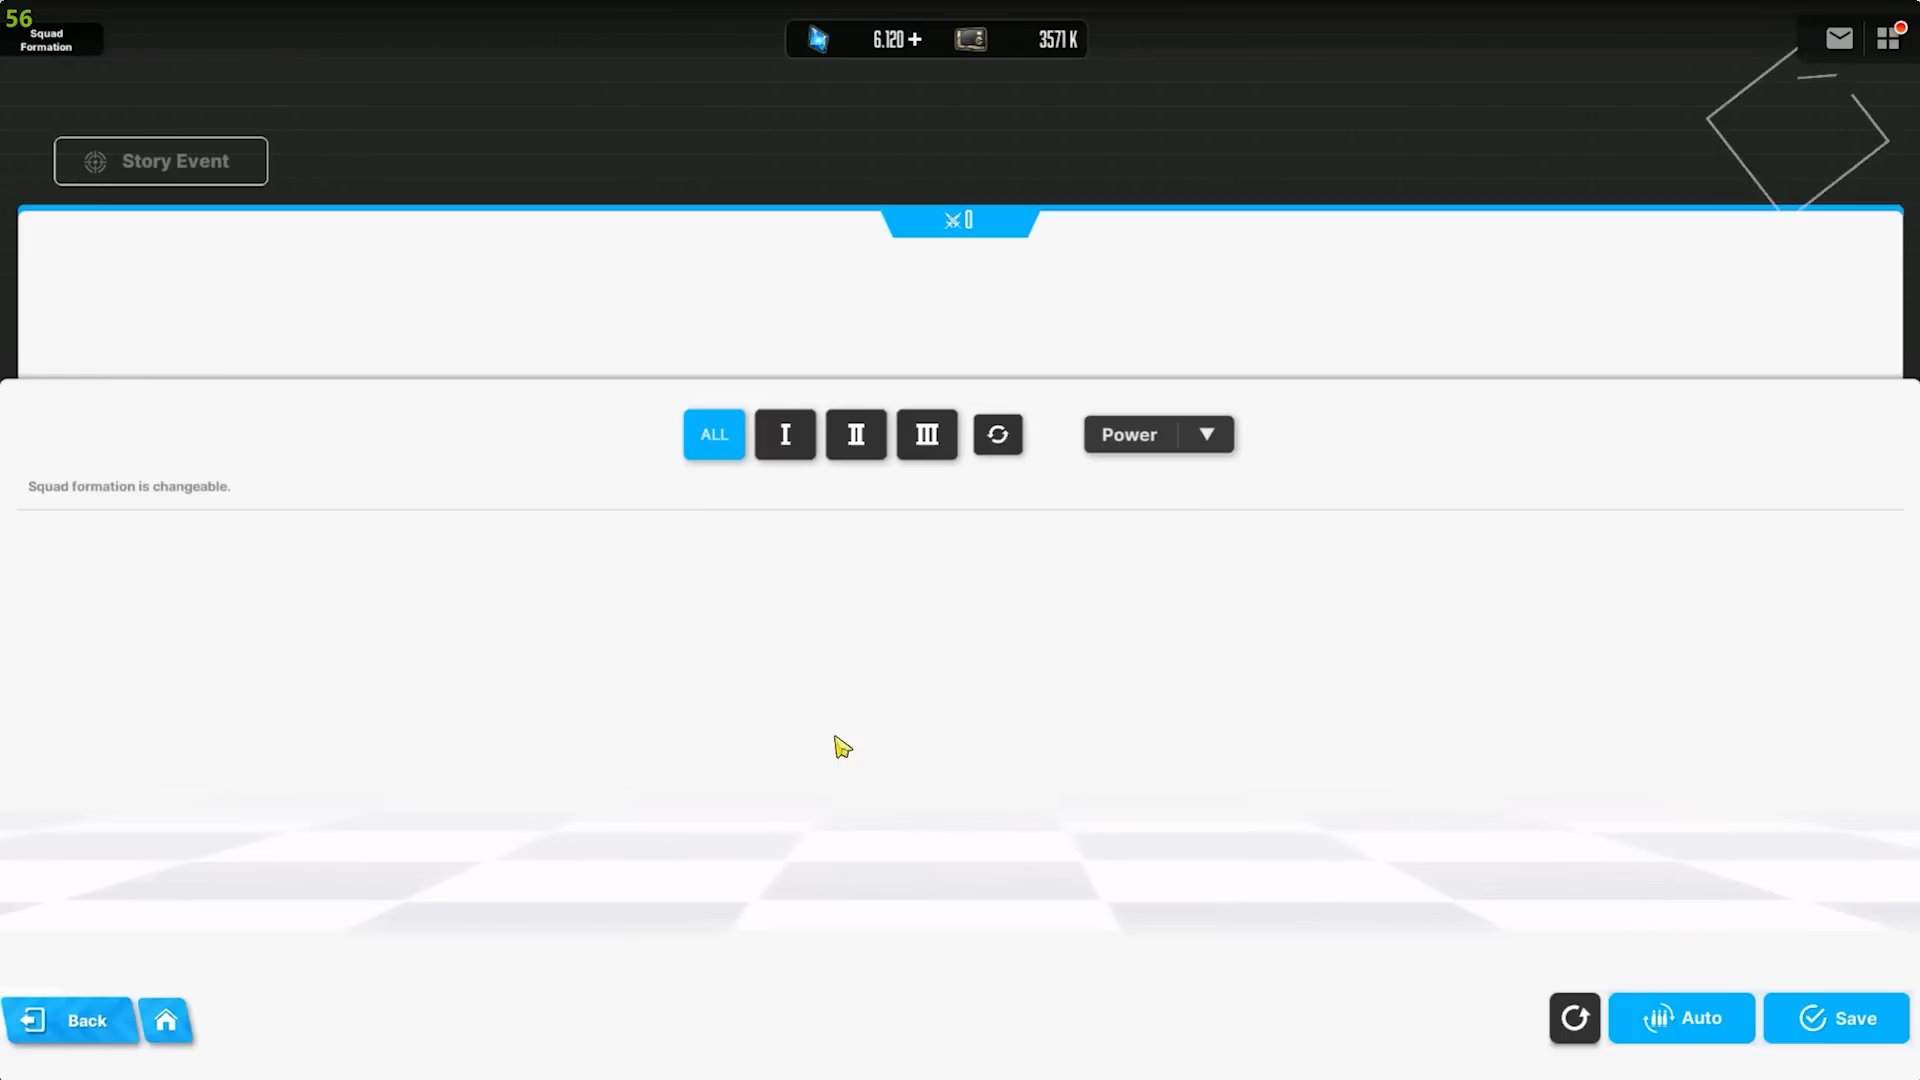 56
Squad
Formation
6.120 +
3571 K
Story Event
0
ALL
I
II
III
Power
Squad formation is changeable.
Back
Auto
Save